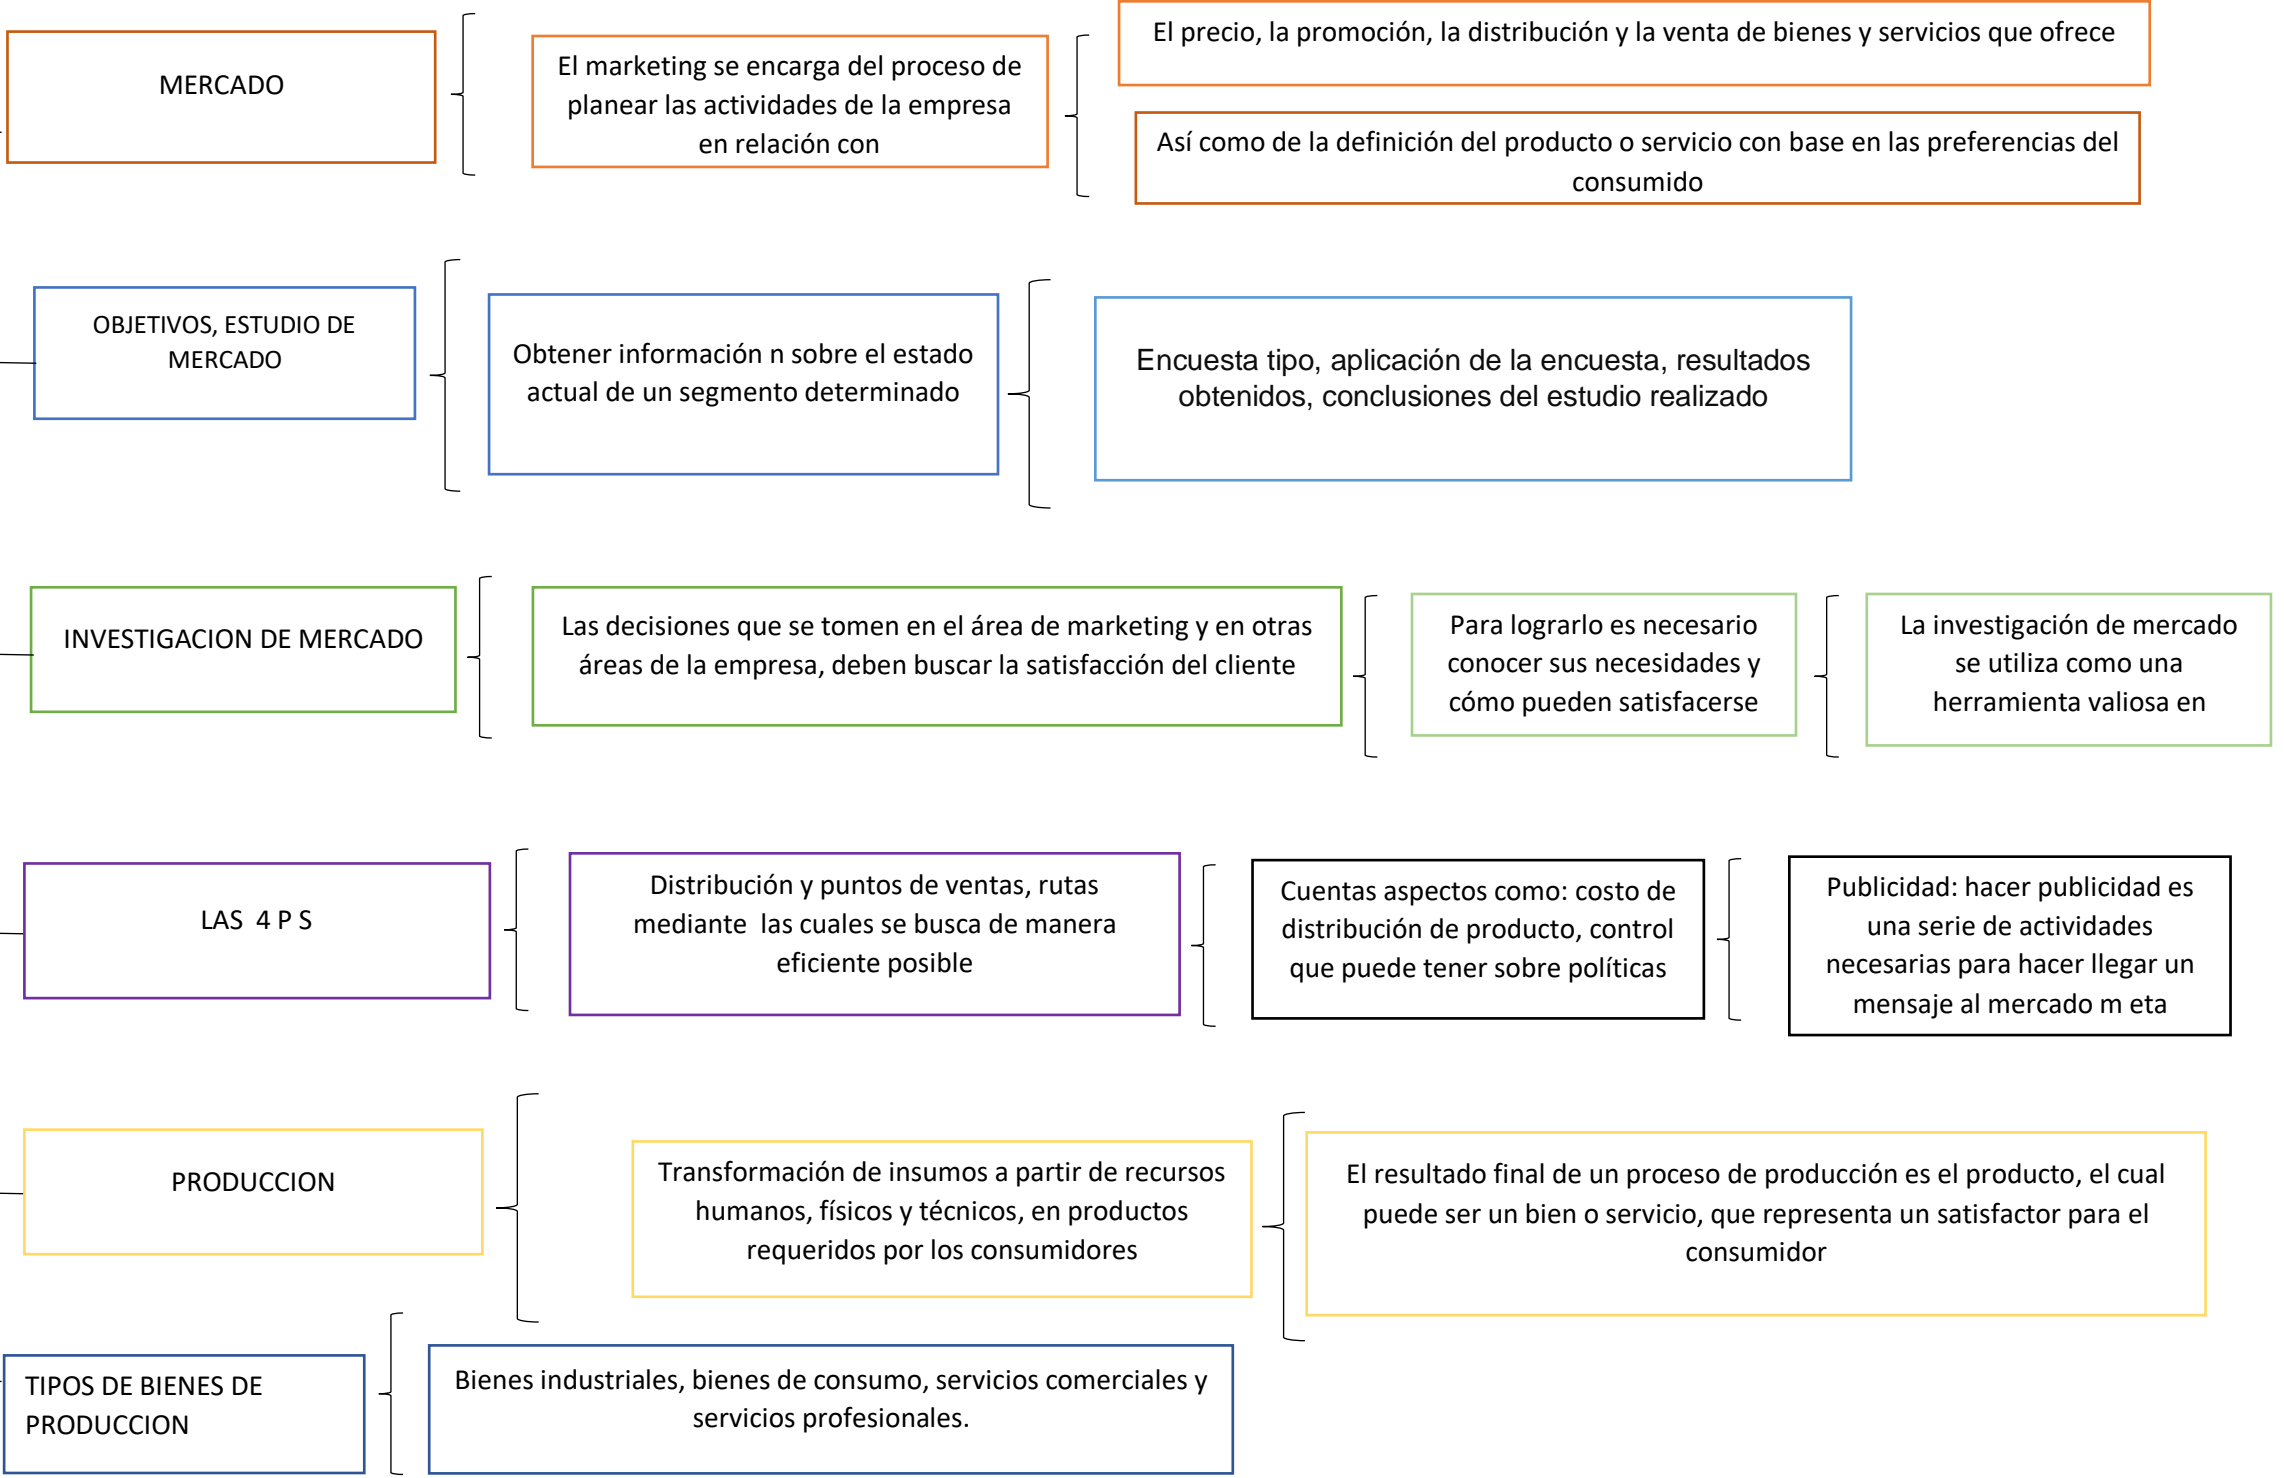 MERCADO
El marketing se encarga del proceso de
planear las actividades de la empresa
en relación con
El precio, la promoción, la distribución y la venta de bienes y servicios que ofrece
Así como de la definición del producto o servicio con base en las preferencias del
consumido
OBJETIVOS, ESTUDIO DE
MERCADO
Obtener información n sobre el estado
actual de un segmento determinado
Encuesta tipo, aplicación de la encuesta, resultados
obtenidos, conclusiones del estudio realizado
INVESTIGACION DE MERCADO
Las decisiones que se tomen en el área de marketing y en otras
áreas de la empresa, deben buscar la satisfacción del cliente
Para lograrlo es necesario
conocer sus necesidades y
cómo pueden satisfacerse
La investigación de mercado
se utiliza como una
herramienta valiosa en
LAS  4 P S
Distribución y puntos de ventas, rutas
mediante  las cuales se busca de manera
eficiente posible
Cuentas aspectos como: costo de
distribución de producto, control
que puede tener sobre políticas
Publicidad: hacer publicidad es
una serie de actividades
necesarias para hacer llegar un
mensaje al mercado m eta
PRODUCCION
Transformación de insumos a partir de recursos
humanos, físicos y técnicos, en productos
requeridos por los consumidores
El resultado final de un proceso de producción es el producto, el cual
puede ser un bien o servicio, que representa un satisfactor para el
consumidor
TIPOS DE BIENES DE
PRODUCCION
Bienes industriales, bienes de consumo, servicios comerciales y
servicios profesionales.